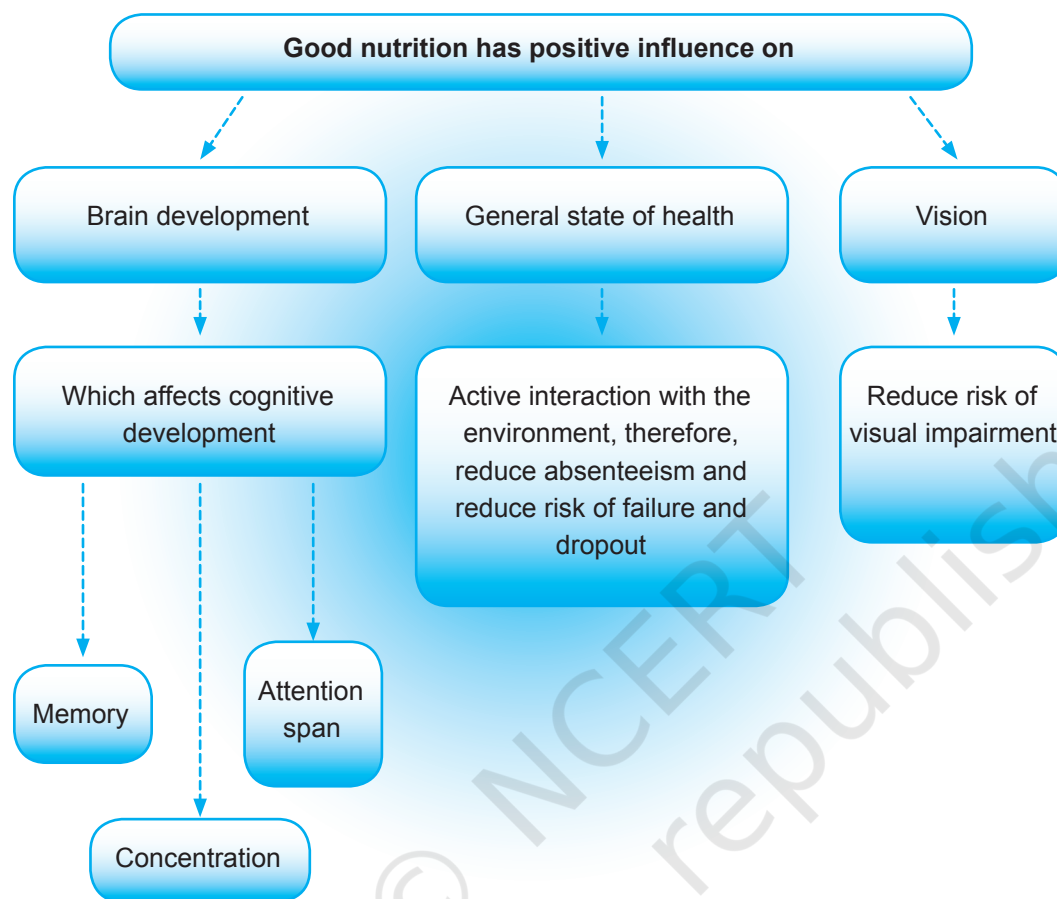 Good nutrition has positive influence on
Brain development
General state of health
Vision
Which affects cognitive
development
Active interaction with the
environment, therefore,
reduce absenteeism and
reduce risk of failure and
dropout
Reduce risk of
visual impairment
Memory
Attention
span
Concentration
© NCERT
republish